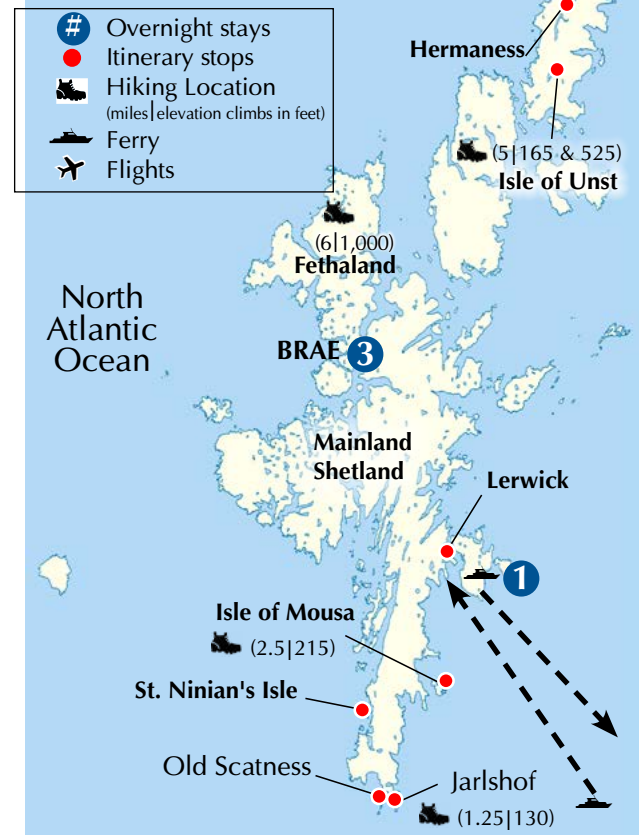 # Overnight stays
Itinerary stops
Hiking Location
(miles|elevation climbs in feet)
Ferry
Flights
Hermaness
(5|165 & 525)
Isle of Unst
(6|1,000)
Fethaland
North
Atlantic
Ocean
BRAE 3
Mainland
Shetland
Lerwick
1
Isle of Mousa
(2.5|215)
St. Ninian's Isle
Old Scatness
Jarlshof
(1.25|130)